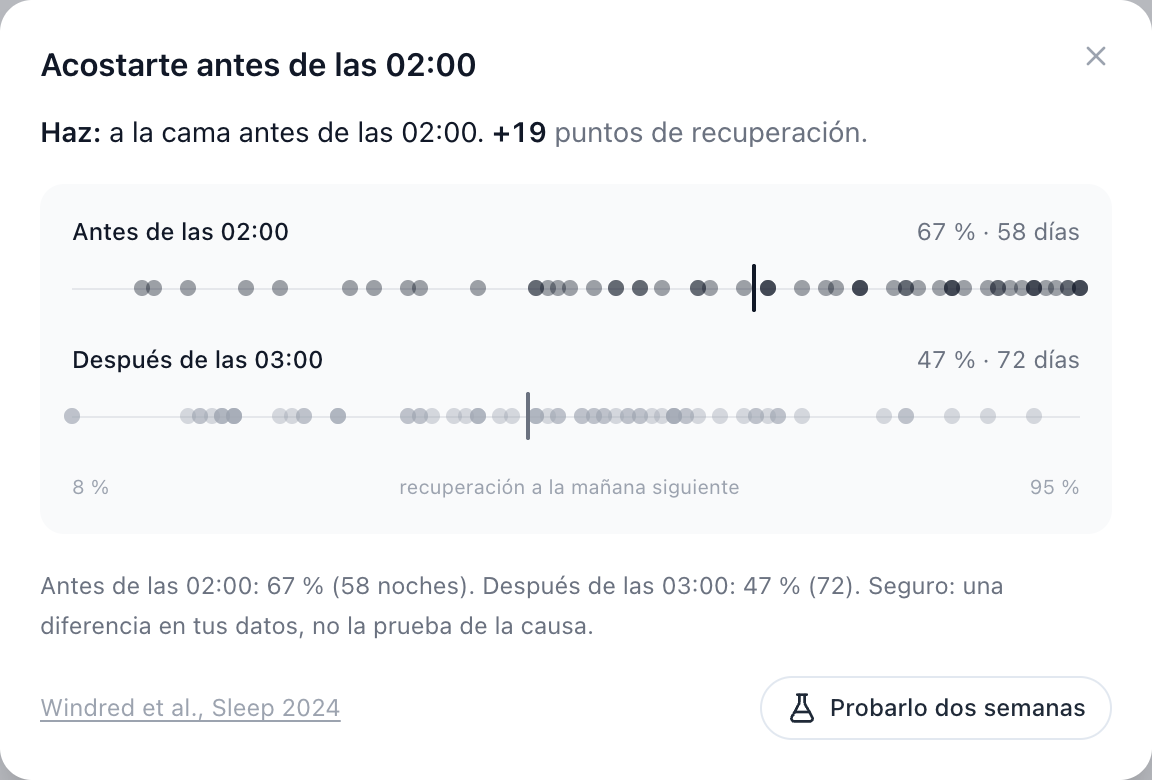 Acostarte antes de las 02:00
Haz: a la cama antes de las 02:00. +19 puntos de recuperación.
Antes de las 02:00
67 % · 58 días
Después de las 03:00
47 % · 72 días
8 %
recuperación a la mañana siguiente
95 %
Antes de las 02:00: 67 % (58 noches). Después de las 03:00: 47 % (72). Seguro: una
diferencia en tus datos, no la prueba de la causa.
Windred et al., Sleep 2024
Probarlo dos semanas